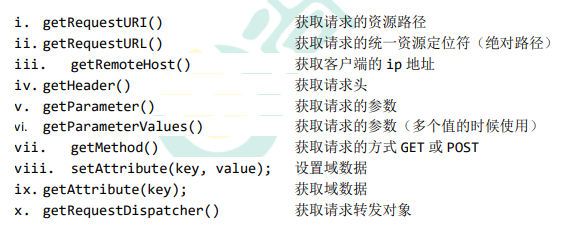 i. getRequestURI() 获取请求的资源路径
ii. getRequestURL() 获取请求的统一资源定位符（绝对路径）
iii. getRemoteHost() 获取客户端的 ip 地址
iv. getHeader() 获取请求头
v. getParameter() 获取请求的参数
vi. getParameterValues() 获取请求的参数（多个值的时候使用）
vii. getMethod() 获取请求的方式 GET 或 POST
viii. setAttribute(key, value); 设置域数据
ix. getAttribute(key); 获取域数据
x. getRequestDispatcher() 获取请求转发对象